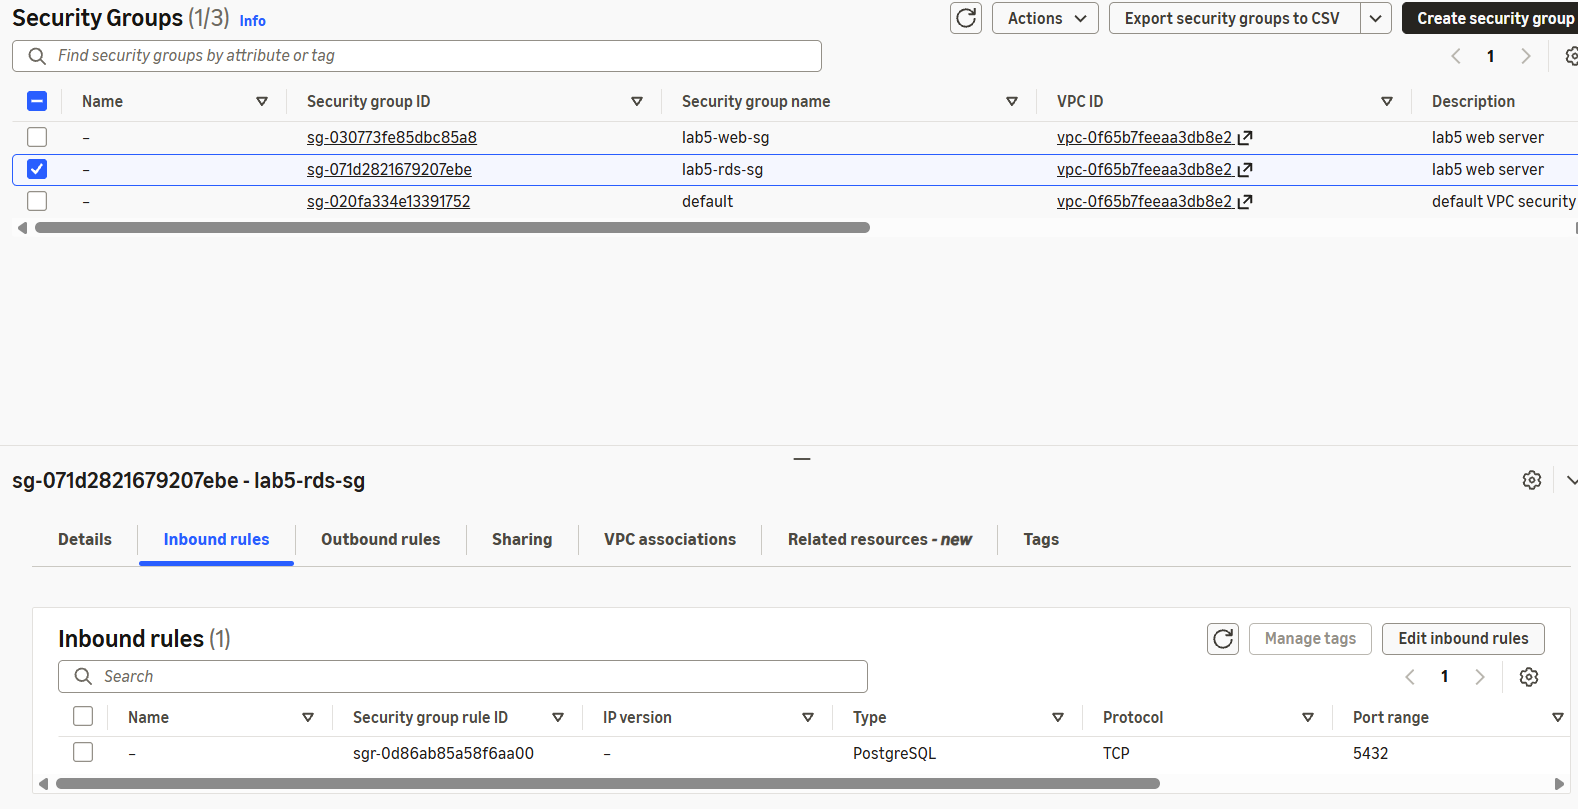 Security Groups (1/3) Info
Actions
Export security groups to CSV
Create security group
Find security groups by attribute or tag
1
Name Security group ID Security group name VPC ID Description
– sg-030773fe85dbc85a8 lab5-web-sg vpc-0f65b7feeaa3db8e2 lab5 web server
– sg-071d2821679207ebe lab5-rds-sg vpc-0f65b7feeaa3db8e2 lab5 web server
– sg-020fa334e13391752 default vpc-0f65b7feeaa3db8e2 default VPC security
sg-071d2821679207ebe - lab5-rds-sg
Details Inbound rules Outbound rules Sharing VPC associations Related resources - new Tags
Inbound rules (1)
Manage tags
Edit inbound rules
Search
1
Name Security group rule ID IP version Type Protocol Port range
– sgr-0d86ab85a58f6aa00 – PostgreSQL TCP 5432